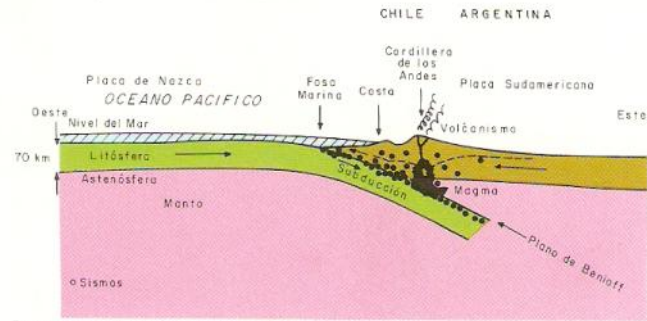 CHILE ARGENTINA
Cordillera
de los
Andes
Placa de Nazca
OCEANO PACIFICO
Fosa
Marina
Costa
Placa Sudamericana
Oeste
Nivel del Mar
Volcanismo
Este
70 km
Litósfera
Subducción
Astenósfera
Magma
Manto
Plano de Benioff
Sismos